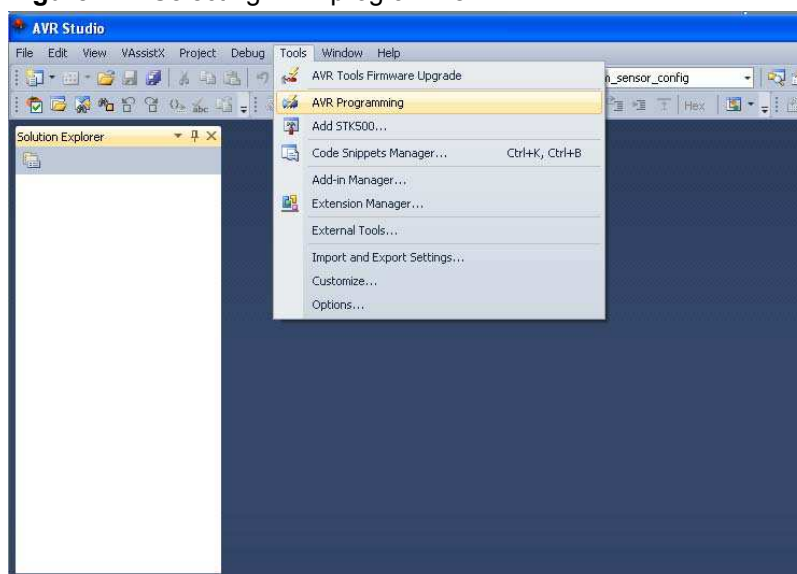 AVR Studio
File Edit View VAssistX Project Debug Tools Window Help
AVR Tools Firmware Upgrade
n_sensor_config
AVR Programming
Hex
Add STK500...
Solution Explorer
Code Snippets Manager... Ctrl+K, Ctrl+B
Add-in Manager...
Extension Manager...
External Tools...
Import and Export Settings...
Customize...
Options...